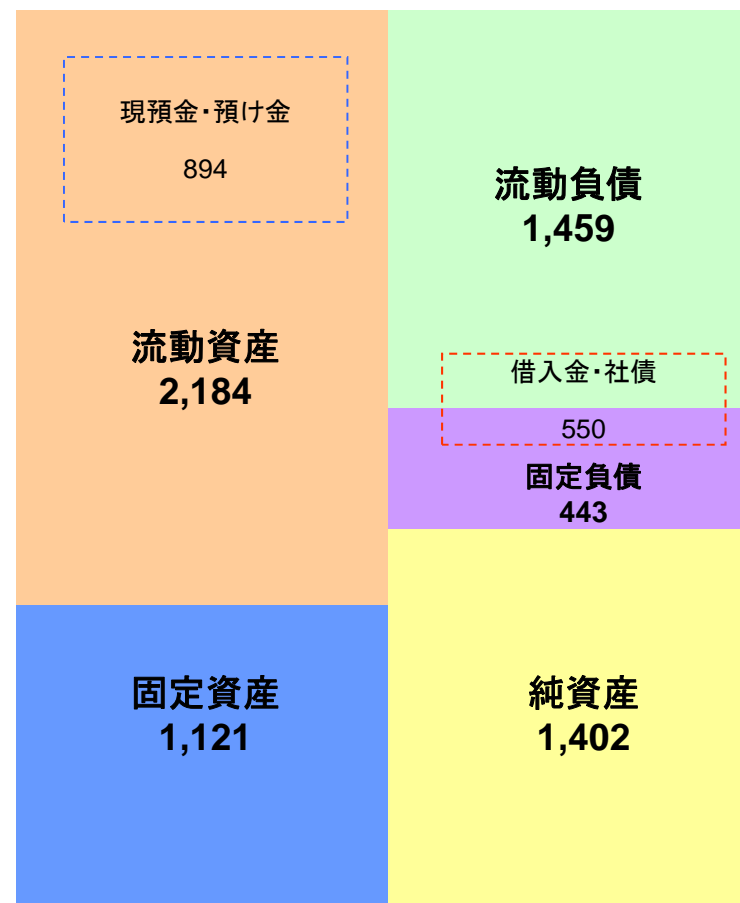 現預金・預け金
894
流動資産
2,184
固定資産
1,121
流動負債
1,459
借入金・社債
550
固定負債
443
純資産
1,402